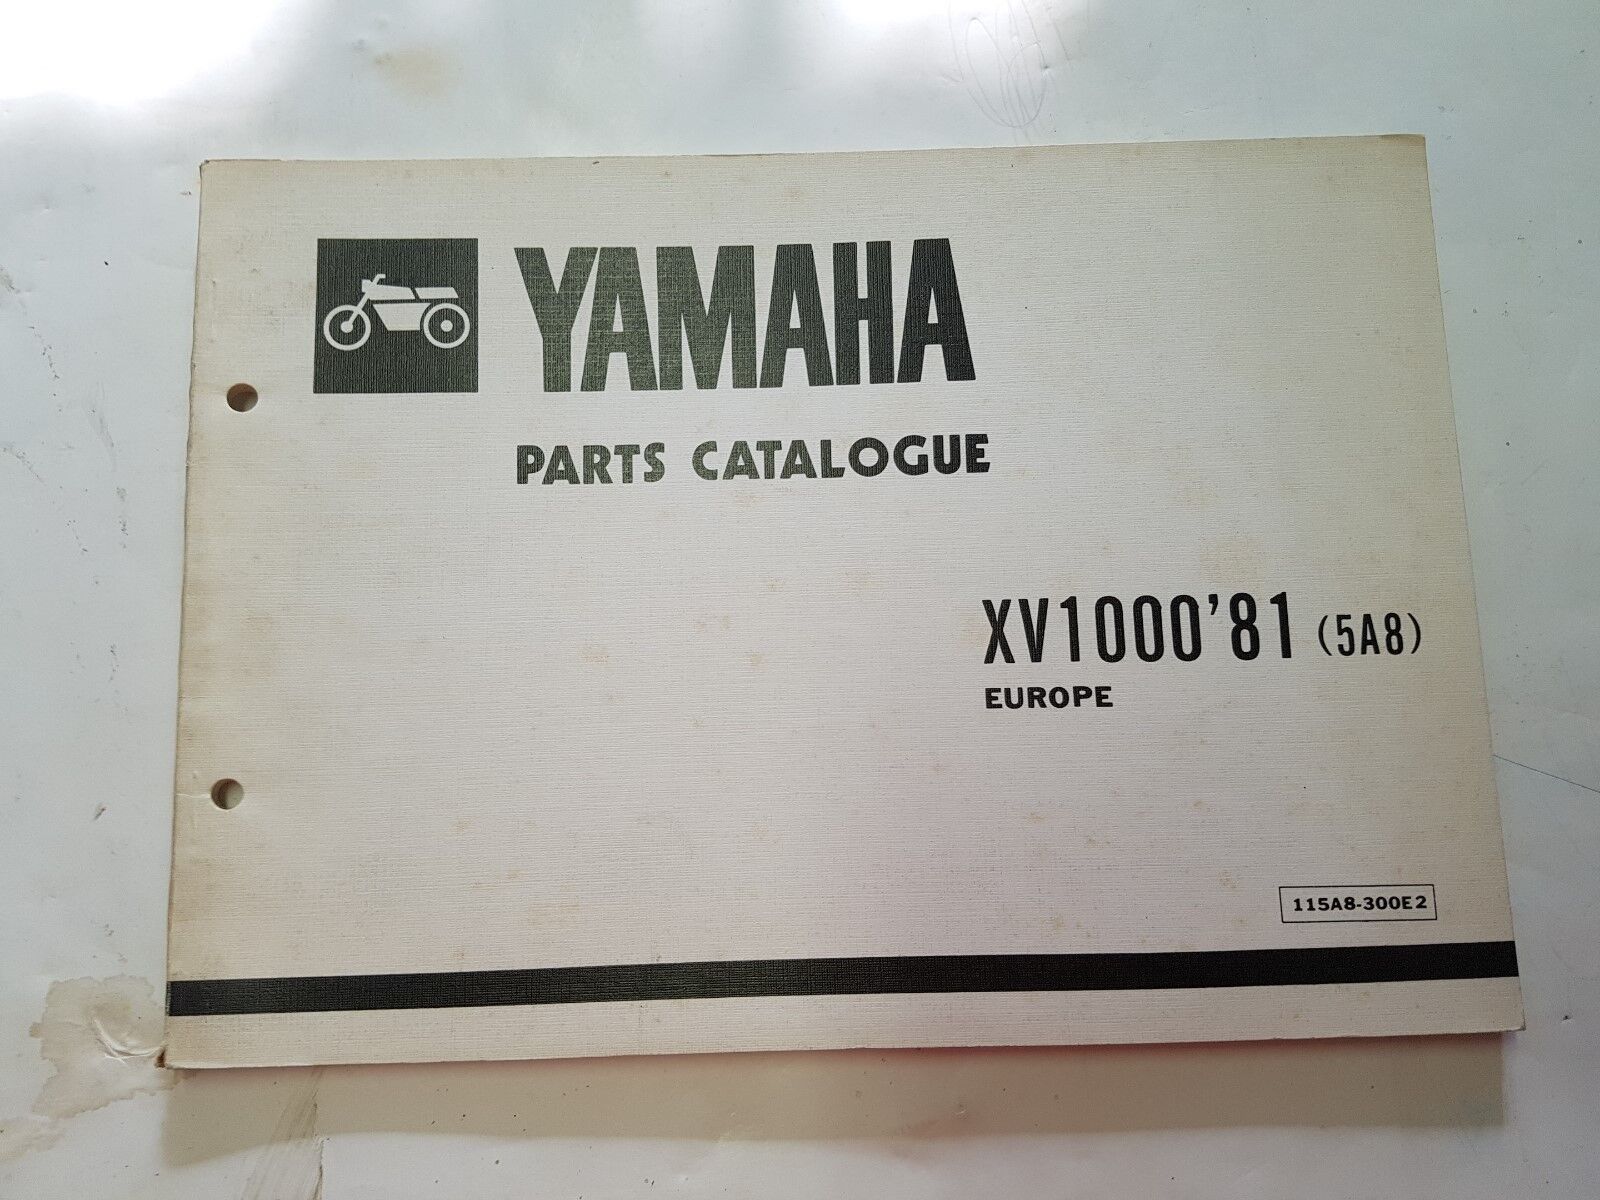 YAMAHA
PARTS CATALOGUE
XV1000'81 (5A8)
EUROPE
115A8-300E2